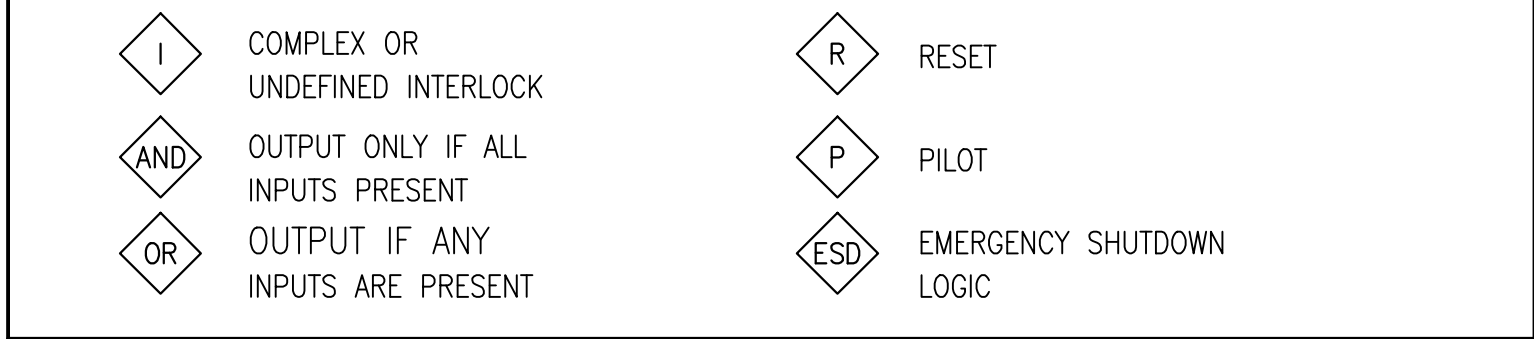 I
COMPLEX OR
UNDEFINED INTERLOCK
AND
OUTPUT ONLY IF ALL
INPUTS PRESENT
OR
OUTPUT IF ANY
INPUTS ARE PRESENT
R
RESET
P
PILOT
ESD
EMERGENCY SHUTDOWN
LOGIC